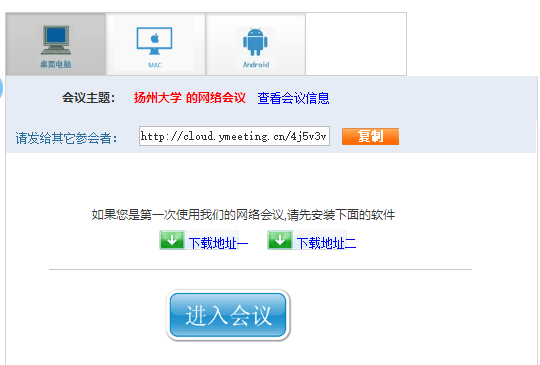 桌面电脑 MAC Android
会议主题： 扬州大学 的网络会议 查看会议信息
请发给其它参会者： http://cloud.ymeeting.cn/4j5v3v 复制
如果您是第一次使用我们的网络会议,请先安装下面的软件
下载地址一 下载地址二
进入会议